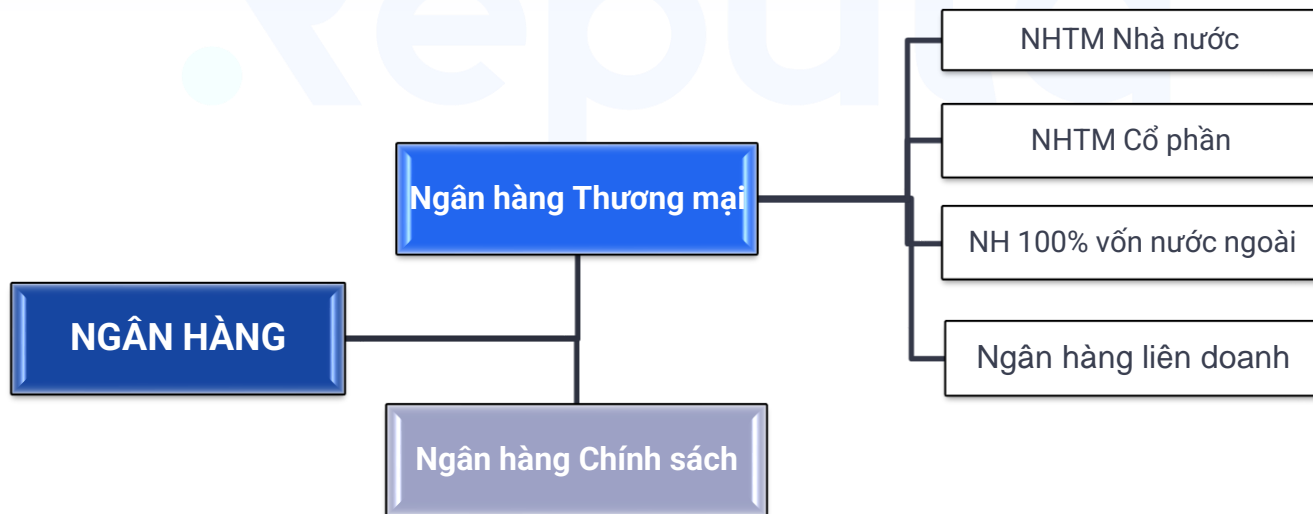 Reputa
NHTM Nhà nước
NHTM Cổ phần
Ngân hàng Thương mại
NH 100% vốn nước ngoài
NGÂN HÀNG
Ngân hàng liên doanh
Ngân hàng Chính sách